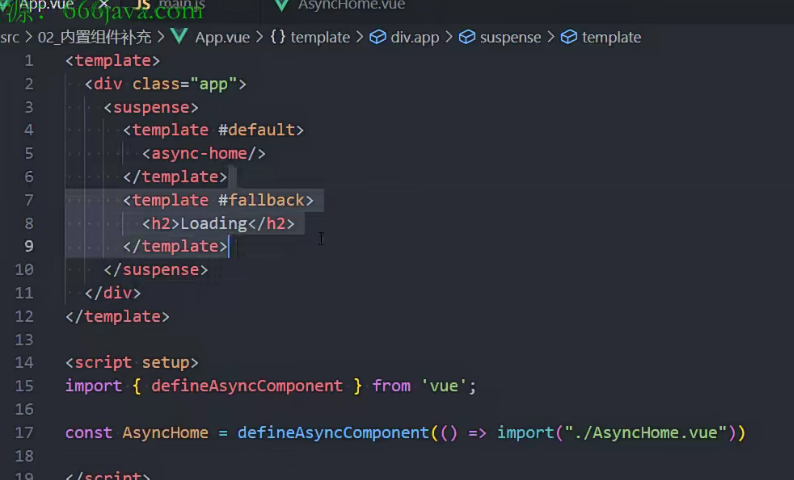 源：666java.com
App.vue × JS main.js AsyncHome.vue
src > 02_内置组件补充 > App.vue > {} template > div.app > suspense > template
1 <template>
2 <div class="app">
3 <suspense>
4 <template #default>
5 <async-home/>
6 </template>
7 <template #fallback>
8 <h2>Loading</h2>
9 </template>
10 </suspense>
11 </div>
12 </template>
13
14 <script setup>
15 import { defineAsyncComponent } from 'vue';
16
17 const AsyncHome = defineAsyncComponent(() => import("./AsyncHome.vue"))
18
19 </script>